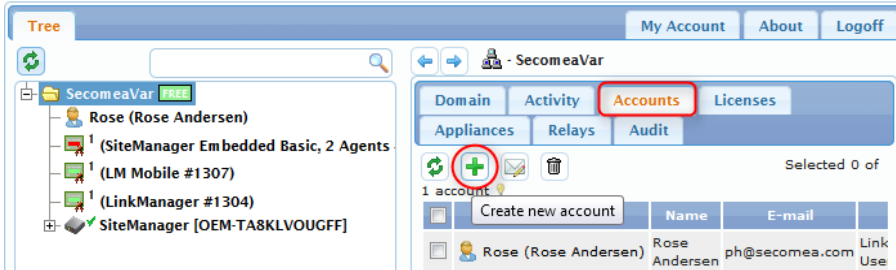 Tree
My Account
About
Logoff
SecomeaVar FREE
Rose (Rose Andersen)
1 (SiteManager Embedded Basic, 2 Agents
1 (LM Mobile #1307)
1 (LinkManager #1304)
SiteManager [OEM-TA8KLVOUGFF]
- SecomeaVar
Domain
Activity
Accounts
Licenses
Appliances
Relays
Audit
Selected 0 of
1 account
Create new account
Name
E-mail
Rose (Rose Andersen)
Rose
Andersen
ph@secomea.com
Link
Use